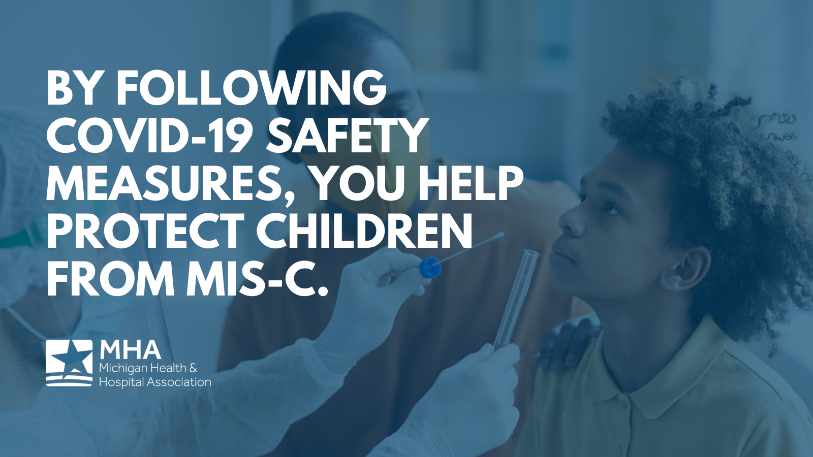 BY FOLLOWING
COVID-19 SAFETY
MEASURES, YOU HELP
PROTECT CHILDREN
FROM MIS-C.
MHA
Michigan Health &
Hospital Association